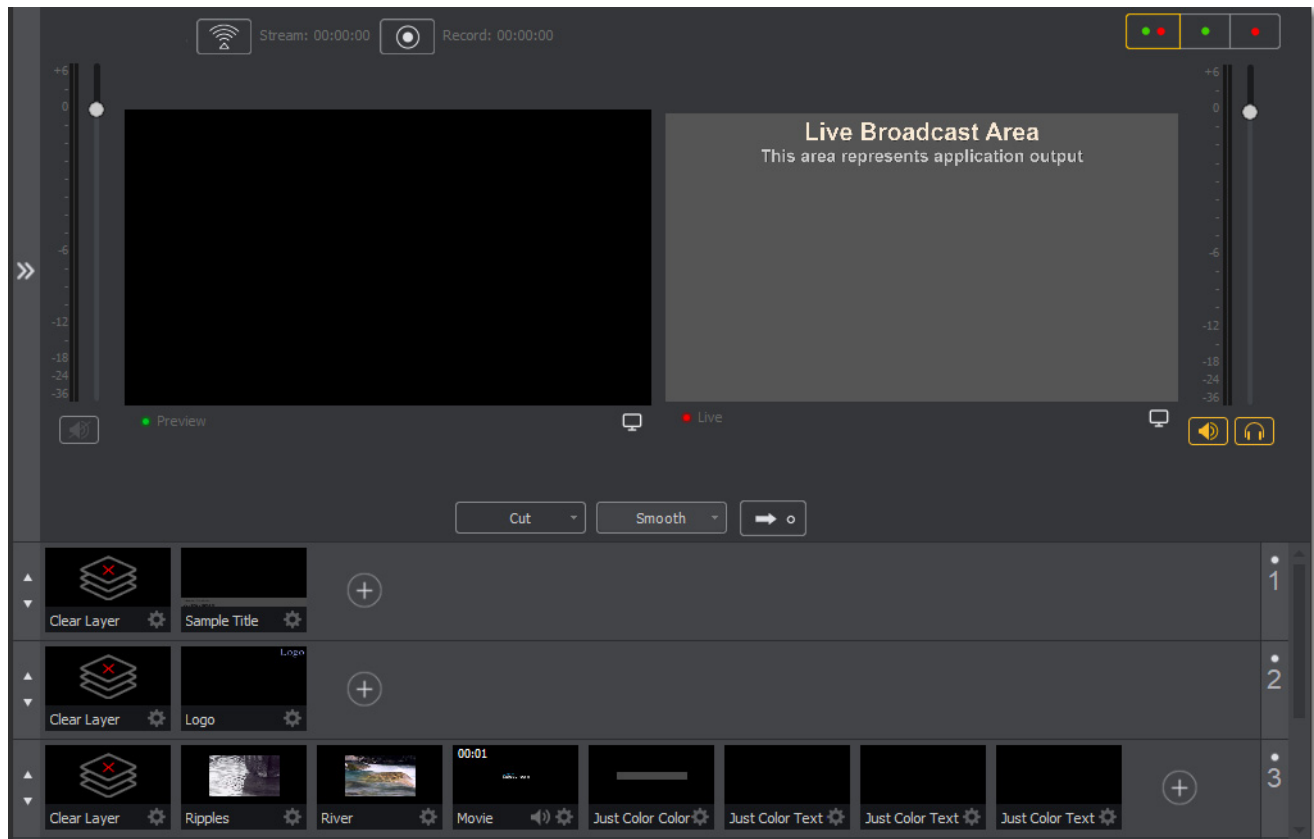 Stream: 00:00:00
Record: 00:00:00
+6
0
-6
-12
-18
-24
-36
Live Broadcast Area
This area represents application output
+6
0
-6
-12
-18
-24
-36
Preview
Live
Cut
Smooth
Clear Layer
Sample Title
1
Logo
Clear Layer
Logo
2
00:01
Clear Layer
Ripples
River
Movie
Just Color Color
Just Color Text
Just Color Text
Just Color Text
3